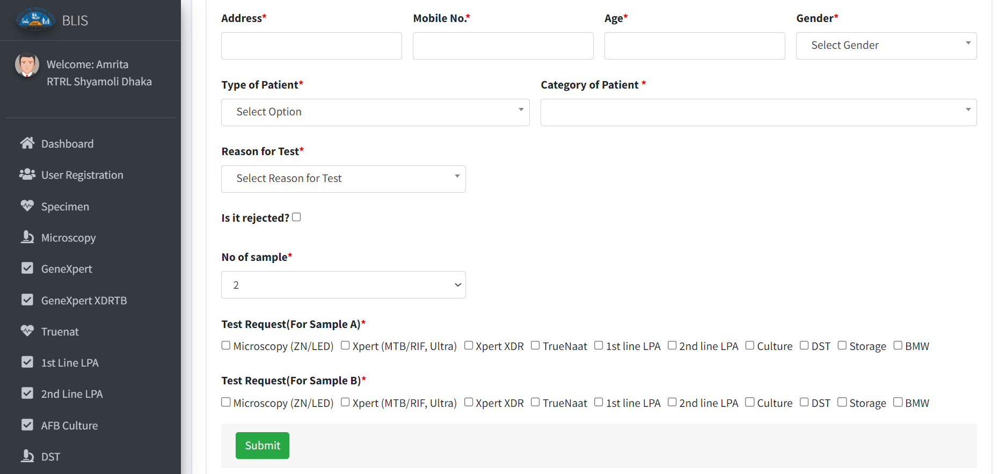 BLIS
Welcome: Amrita
RTRL Shyamoli Dhaka
Dashboard
User Registration
Specimen
Microscopy
GeneXpert
GeneXpert XDRTB
Truenat
1st Line LPA
2nd Line LPA
AFB Culture
DST
Address* Mobile No.* Age* Gender*
Select Gender
Type of Patient* Category of Patient *
Select Option
Reason for Test*
Select Reason for Test
Is it rejected?
No of sample*
2
Test Request(For Sample A)*
Microscopy (ZN/LED) Xpert (MTB/RIF, Ultra) Xpert XDR TrueNaat 1st line LPA 2nd line LPA Culture DST Storage BMW
Test Request(For Sample B)*
Microscopy (ZN/LED) Xpert (MTB/RIF, Ultra) Xpert XDR TrueNaat 1st line LPA 2nd line LPA Culture DST Storage BMW
Submit